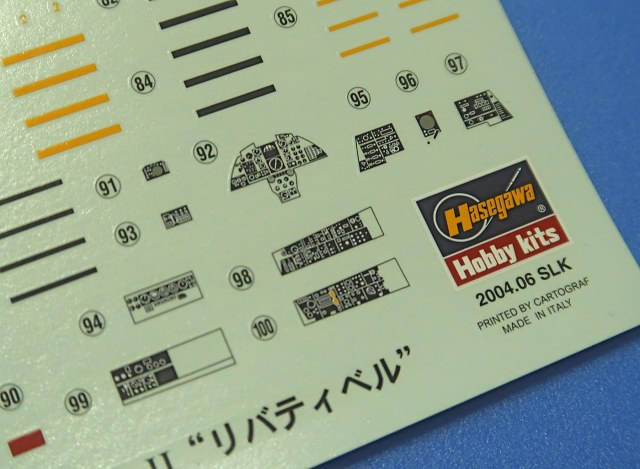 82
84
85
95
96
97
92
91
93
94
98
100
90
99
Hasegawa®
Hobby kits
2004.06 SLK
PRINTED BY CARTOGRAF
MADE IN ITALY
“リバティベル”